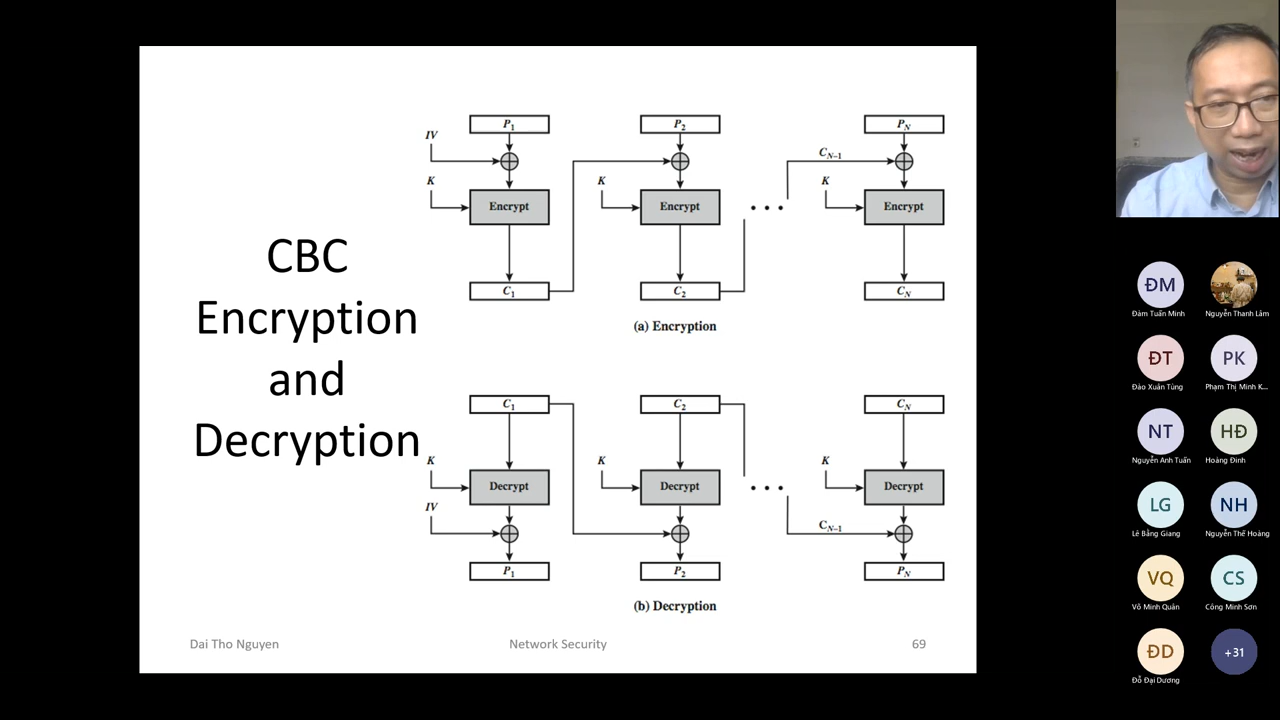 CBC
Encryption
and
Decryption
P1 P2 PN
IV
CN−1
K K K
Encrypt Encrypt • • • Encrypt
C1 C2 CN
(a) Encryption
C1 C2 CN
K K K
Decrypt Decrypt • • • Decrypt
IV
CN−1
P1 P2 PN
(b) Decryption
Dai Tho Nguyen Network Security 69
ĐM
Đàm Tuấn Minh Nguyễn Thanh Lâm
ĐT PK
Đào Xuân Tùng Phạm Thị Minh K...
NT HĐ
Nguyễn Anh Tuấn Hoàng Đinh
LG NH
Lê Bằng Giang Nguyễn Thế Hoàng
VQ CS
Võ Minh Quân Công Minh Sơn
ĐD +31
Đỗ Đại Dương